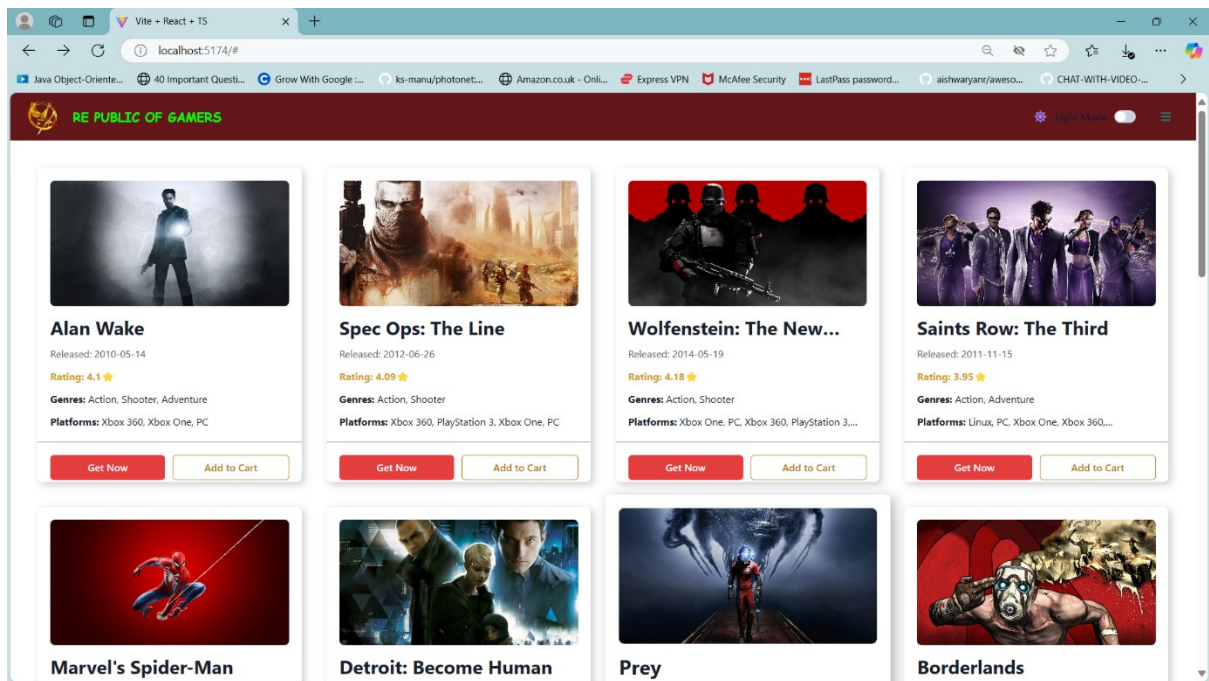 Vite + React + TS
localhost:5174/#
Java Object-Oriente...
40 Important Questi...
Grow With Google :...
ks-manu/photonet:...
Amazon.co.uk - Onli...
Express VPN
McAfee Security
LastPass password...
aishwaryanr/aweso...
CHAT-WITH-VIDEO-...
RE PUBLIC OF GAMERS
Light Mode
Alan Wake
Released: 2010-05-14
Rating: 4.1
Genres: Action, Shooter, Adventure
Platforms: Xbox 360, Xbox One, PC
Get Now
Add to Cart
Spec Ops: The Line
Released: 2012-06-26
Rating: 4.09
Genres: Action, Shooter
Platforms: Xbox 360, PlayStation 3, Xbox One, PC
Get Now
Add to Cart
Wolfenstein: The New...
Released: 2014-05-19
Rating: 4.18
Genres: Action, Shooter
Platforms: Xbox One, PC, Xbox 360, PlayStation 3,...
Get Now
Add to Cart
Saints Row: The Third
Released: 2011-11-15
Rating: 3.95
Genres: Action, Adventure
Platforms: Linux, PC, Xbox One, Xbox 360,...
Get Now
Add to Cart
Marvel's Spider-Man
Detroit: Become Human
Prey
Borderlands